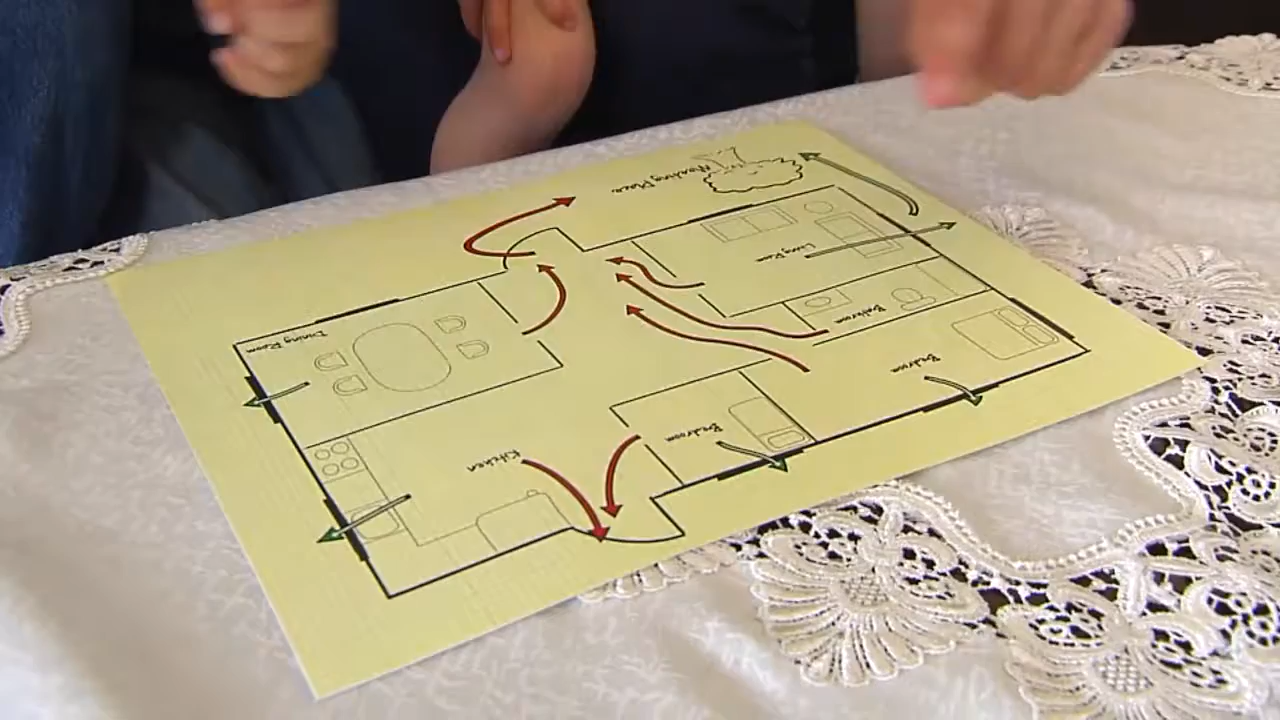 Meeting Place
Living Room
Bathroom
Dining Room
Bedroom
Bedroom
Kitchen